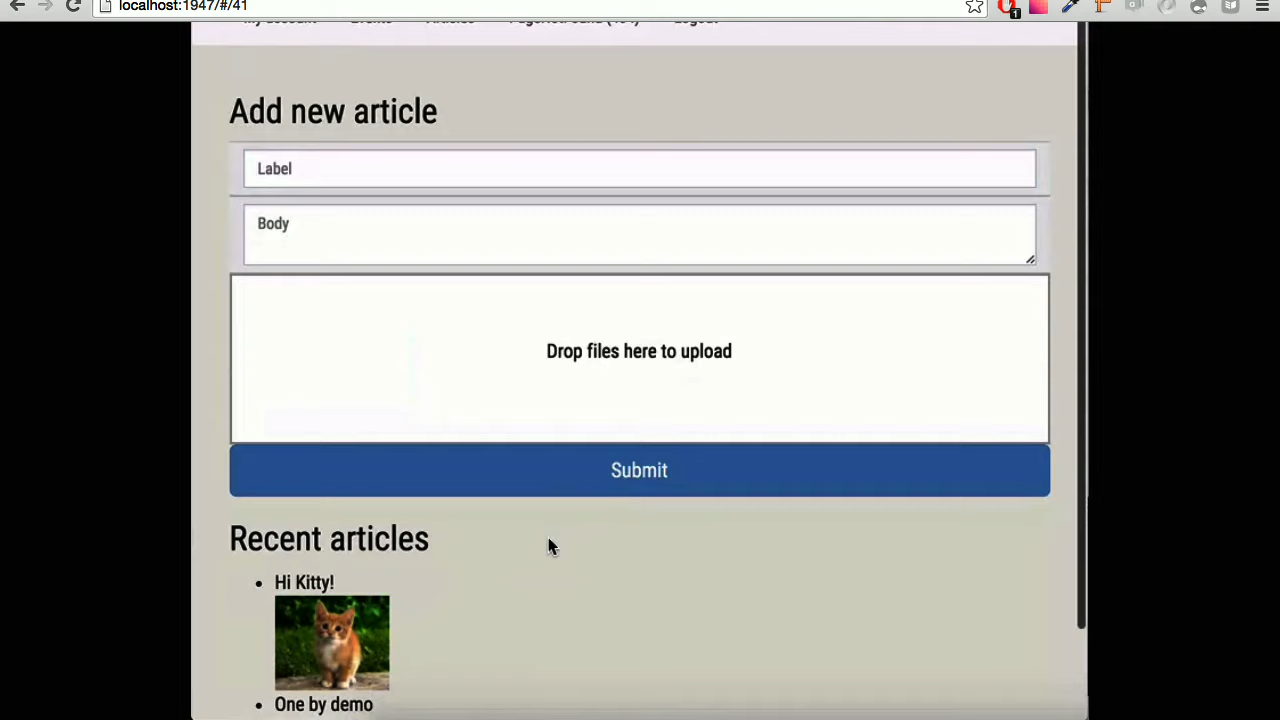 localhost:1947/#/41
1
Add new article
Label
Body
Drop files here to upload
Submit
Recent articles
Hi Kitty!
One by demo